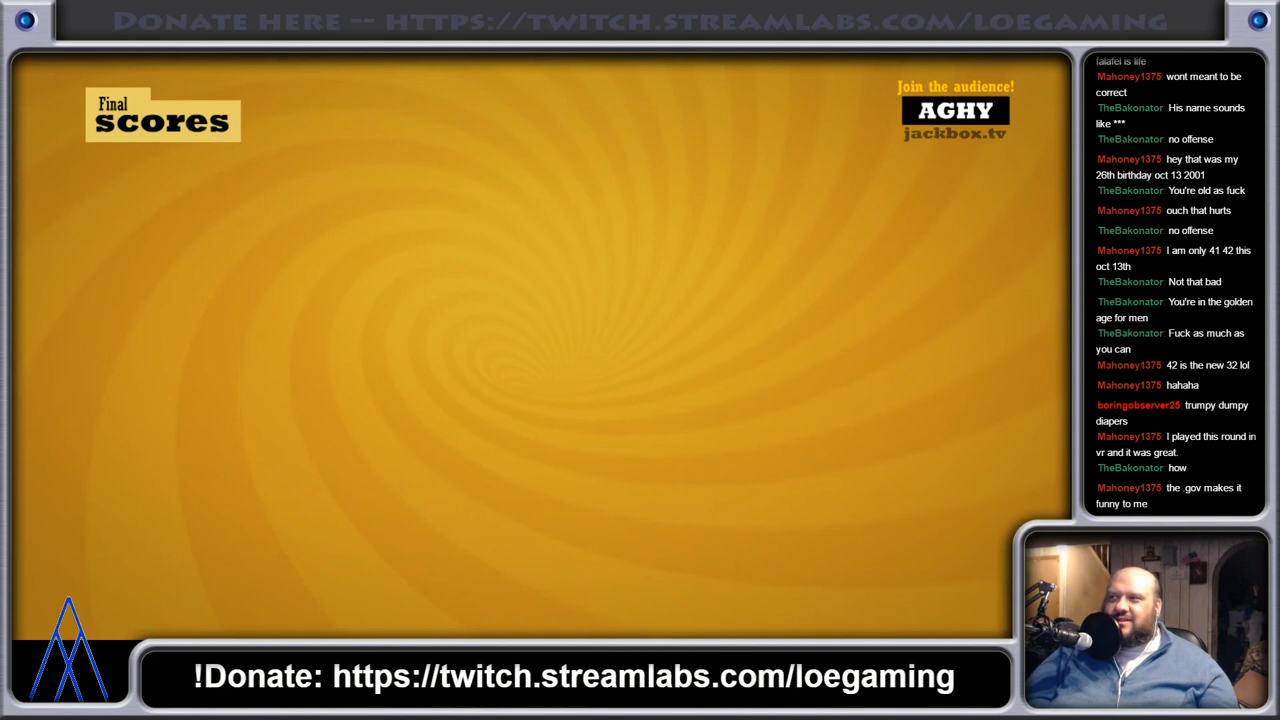 Donate here -- https://twitch.streamlabs.com/loegaming
Final
scores
Join the audience!
AGHY
jackbox.tv
falafel is life
Mahoney1375: wont meant to be
correct
TheBakonator: His name sounds
like ***
TheBakonator: no offense
Mahoney1375: hey that was my
26th birthday oct 13 2001
TheBakonator: You're old as fuck
Mahoney1375: ouch that hurts
TheBakonator: no offense
Mahoney1375: I am only 41 42 this
oct 13th
TheBakonator: Not that bad
TheBakonator: You're in the golden
age for men
TheBakonator: Fuck as much as
you can
Mahoney1375: 42 is the new 32 lol
Mahoney1375: hahaha
boringobserver25: trumpy dumpy
diapers
Mahoney1375: I played this round in
vr and it was great.
TheBakonator: how
Mahoney1375: the .gov makes it
funny to me
!Donate: https://twitch.streamlabs.com/loegaming